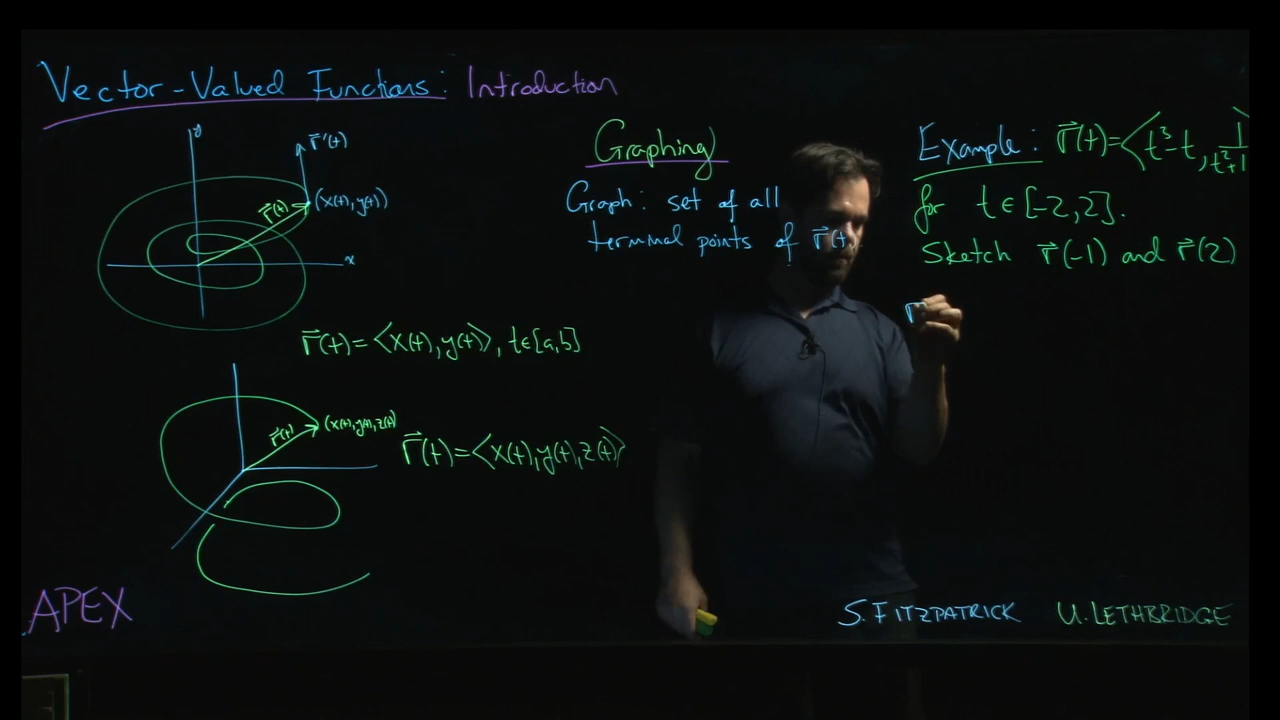 Vector-Valued Functions: Introduction
y
r⃗'(t)
(x(t), y(t))
r⃗(t)
x
r⃗(t) = ⟨x(t), y(t)⟩, t∈[a,b]
(x(t), y(t), z(t))
r⃗(t)
r⃗(t) = ⟨x(t), y(t), z(t)⟩
APEX
Graphing
Graph: set of all
terminal points of r⃗(t).
Example: r⃗(t) = ⟨t³-t, 1/(t²+1)⟩
for t∈[-2,2].
Sketch r⃗(-1) and r⃗(2)
r
S. FITZPATRICK U. LETHBRIDGE